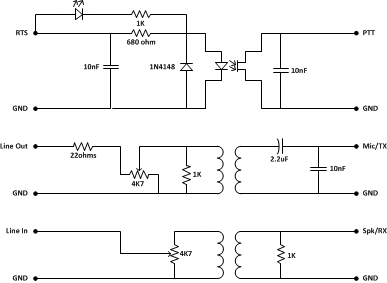 1K
RTS
680 ohm
PTT
10nF
1N4148
10nF
GND
GND
Line Out
22ohms
4K7
1K
2.2uF
Mic/TX
10nF
GND
GND
Line In
4K7
1K
Spk/RX
GND
GND